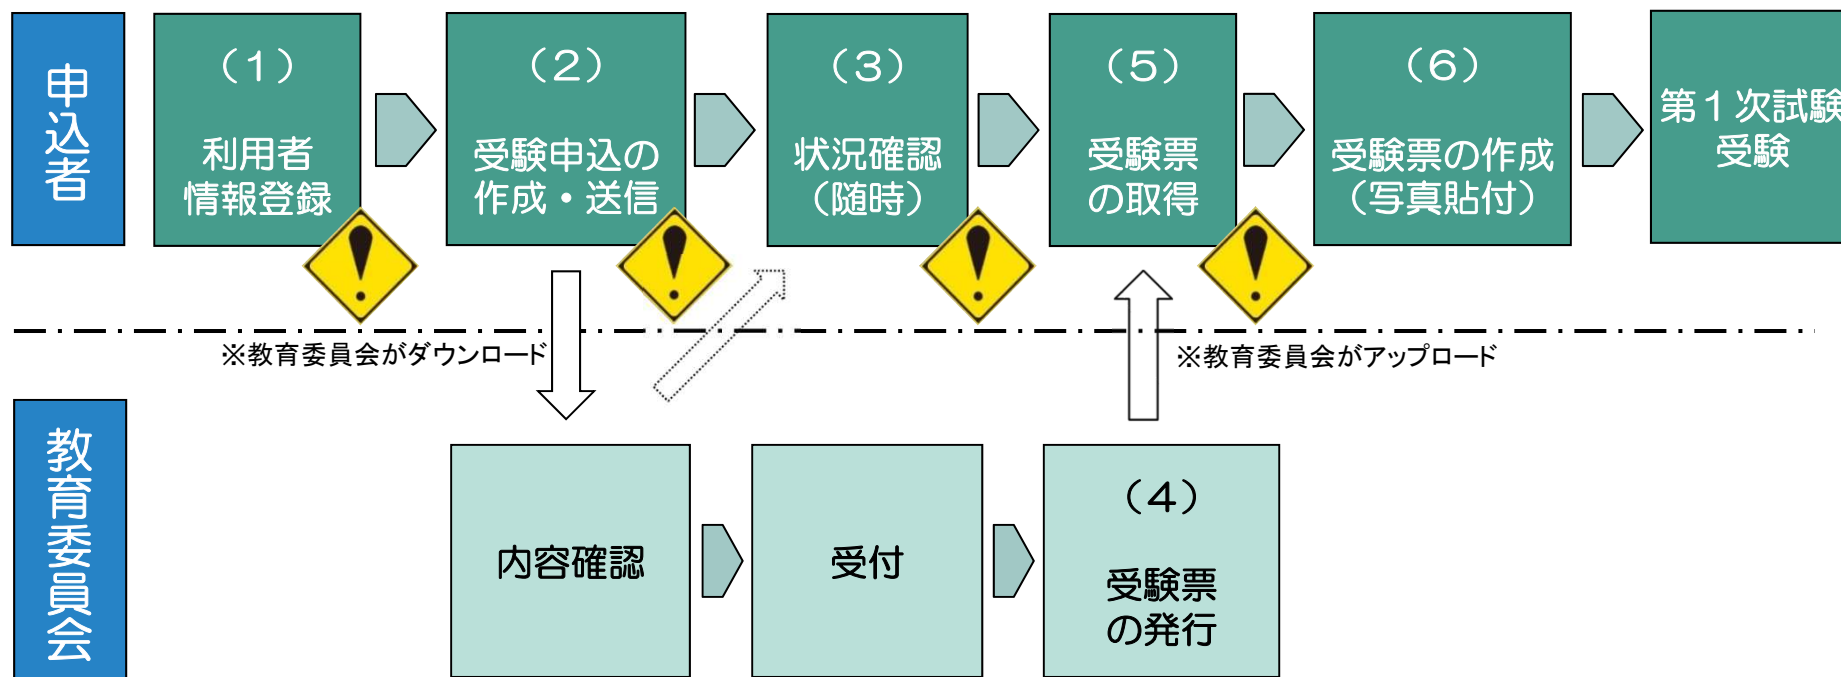 申込者
（１）
利用者
情報登録
（２）
受験申込の
作成・送信
（３）
状況確認
（随時）
（５）
受験票
の取得
（６）
受験票の作成
（写真貼付）
第１次試験
受験
※教育委員会がダウンロード
※教育委員会がアップロード
教育委員会
内容確認
受付
（４）
受験票
の発行